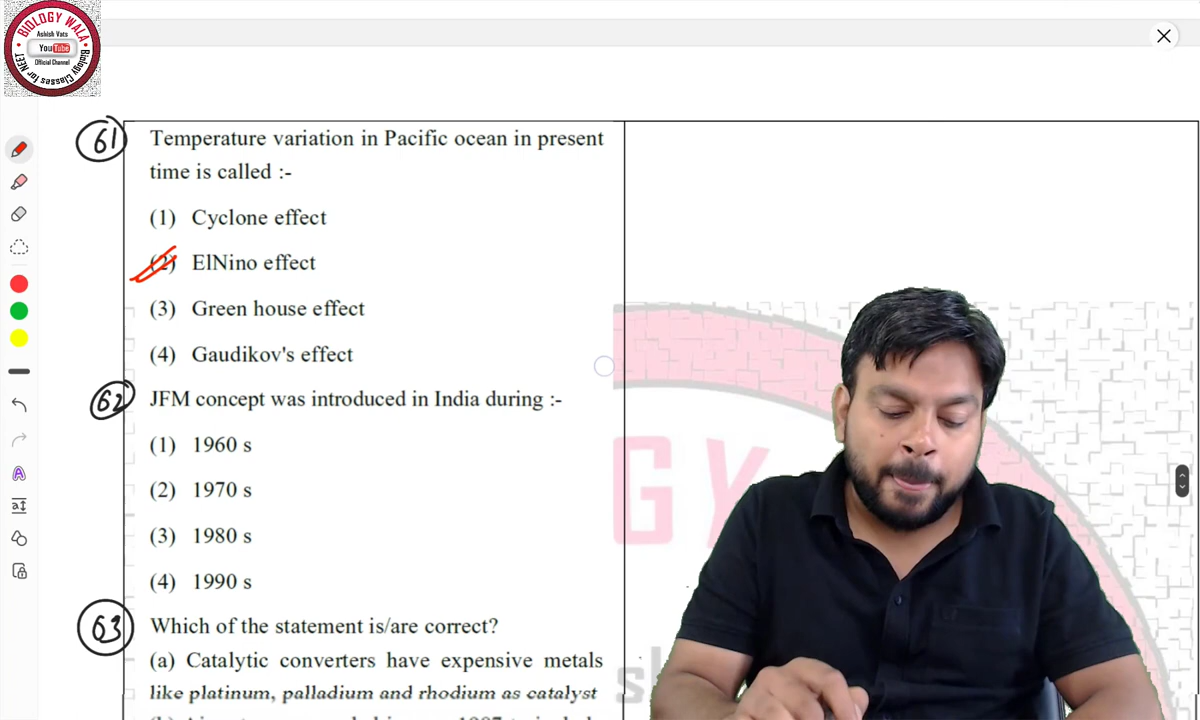 BIOLOGY WALA
Ashish Vats
YouTube
Official Channel
Biology Classes for NEET
61
Temperature variation in Pacific ocean in present
time is called :-
(1) Cyclone effect
(2) ElNino effect
(3) Green house effect
(4) Gaudikov's effect
62
JFM concept was introduced in India during :-
(1) 1960 s
(2) 1970 s
(3) 1980 s
(4) 1990 s
63
Which of the statement is/are correct?
(a) Catalytic converters have expensive metals
like platinum, palladium and rhodium as catalyst
GY